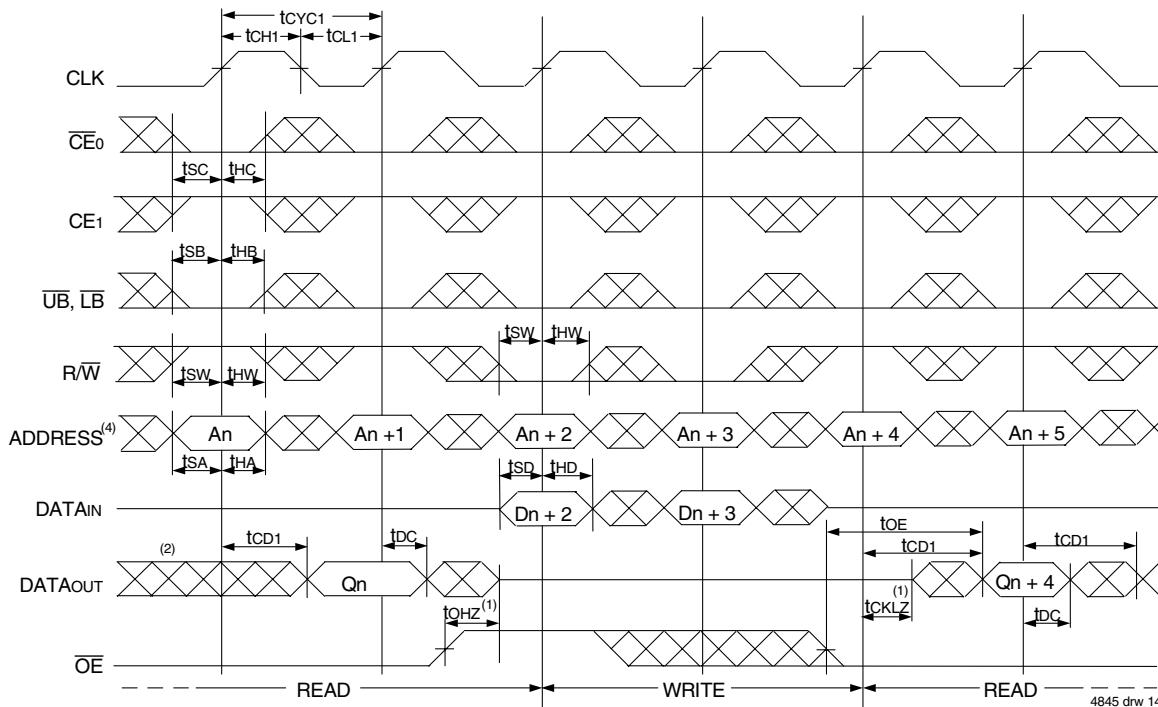 tCYC1
tCH1 tCL1
CLK
CE0
tSC tHC
CE1
tSB tHB
UB, LB
tSW tHW
R/W
tSW tHW
ADDRESS(4) An An +1 An + 2 An + 3 An + 4 An + 5
tSA tHA tSD tHD
DATAIN Dn + 2 Dn + 3
tOE
(2) tCD1 tDC tCD1 tCD1
DATAOUT Qn Qn + 4
tOHZ(1) tCKLZ(1) tDC
OE
READ WRITE READ
4845 drw 14